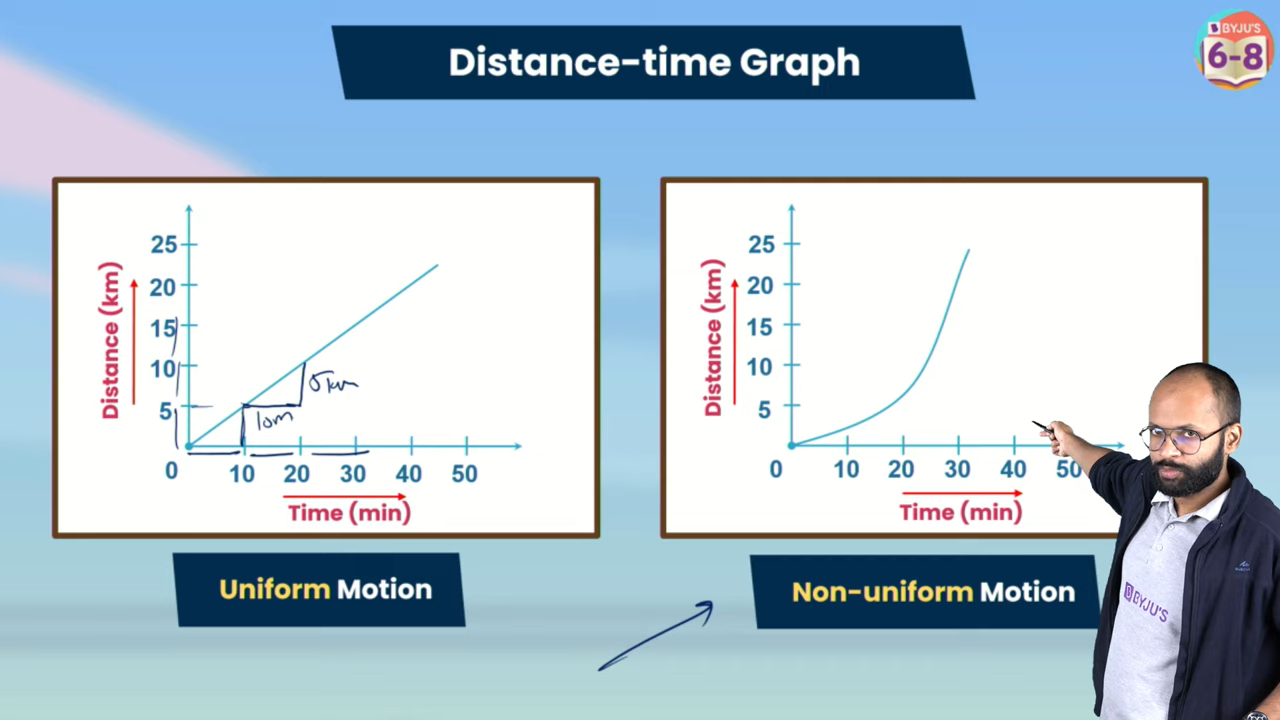 Distance-time Graph
BYJU'S
6-8
Distance (km)
25
20
15
10
5
0
10
20
30
40
50
Time (min)
10m
5km
Uniform Motion
Distance (km)
25
20
15
10
5
0
10
20
30
40
50
Time (min)
Non-uniform Motion
BYJU'S